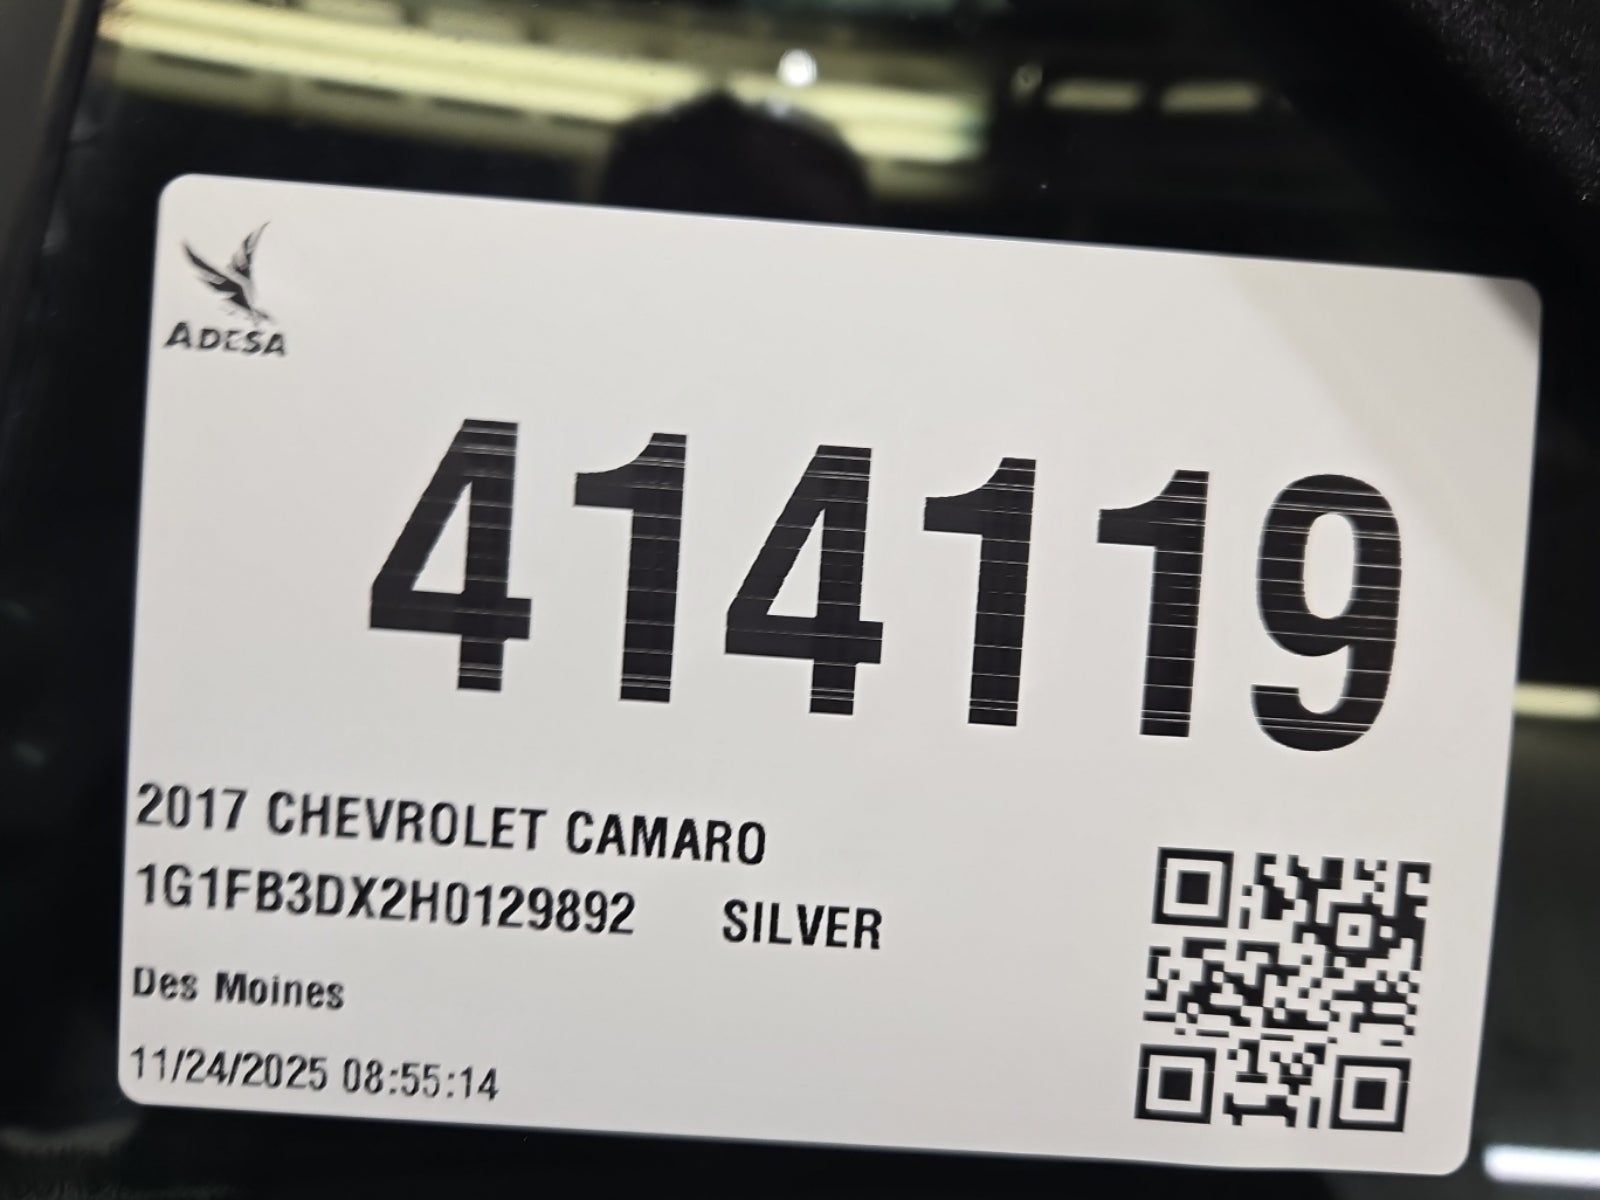 ADESA
414119
2017 CHEVROLET CAMARO
1G1FB3DX2H0129892 SILVER
Des Moines
11/24/2025 08:55:14